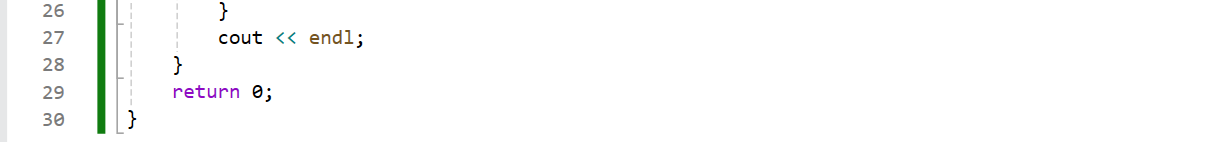 26 }
27 cout << endl;
28 }
29 return 0;
30 }